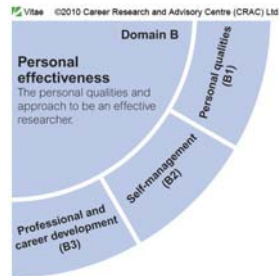 Vitae ©2010 Career Research and Advisory Centre (CRAC) Ltd
Domain B
Personal
effectiveness
The personal qualities and
approach to be an effective
researcher.
Personal qualities
(B1)
Self-management
(B2)
Professional and
career development
(B3)